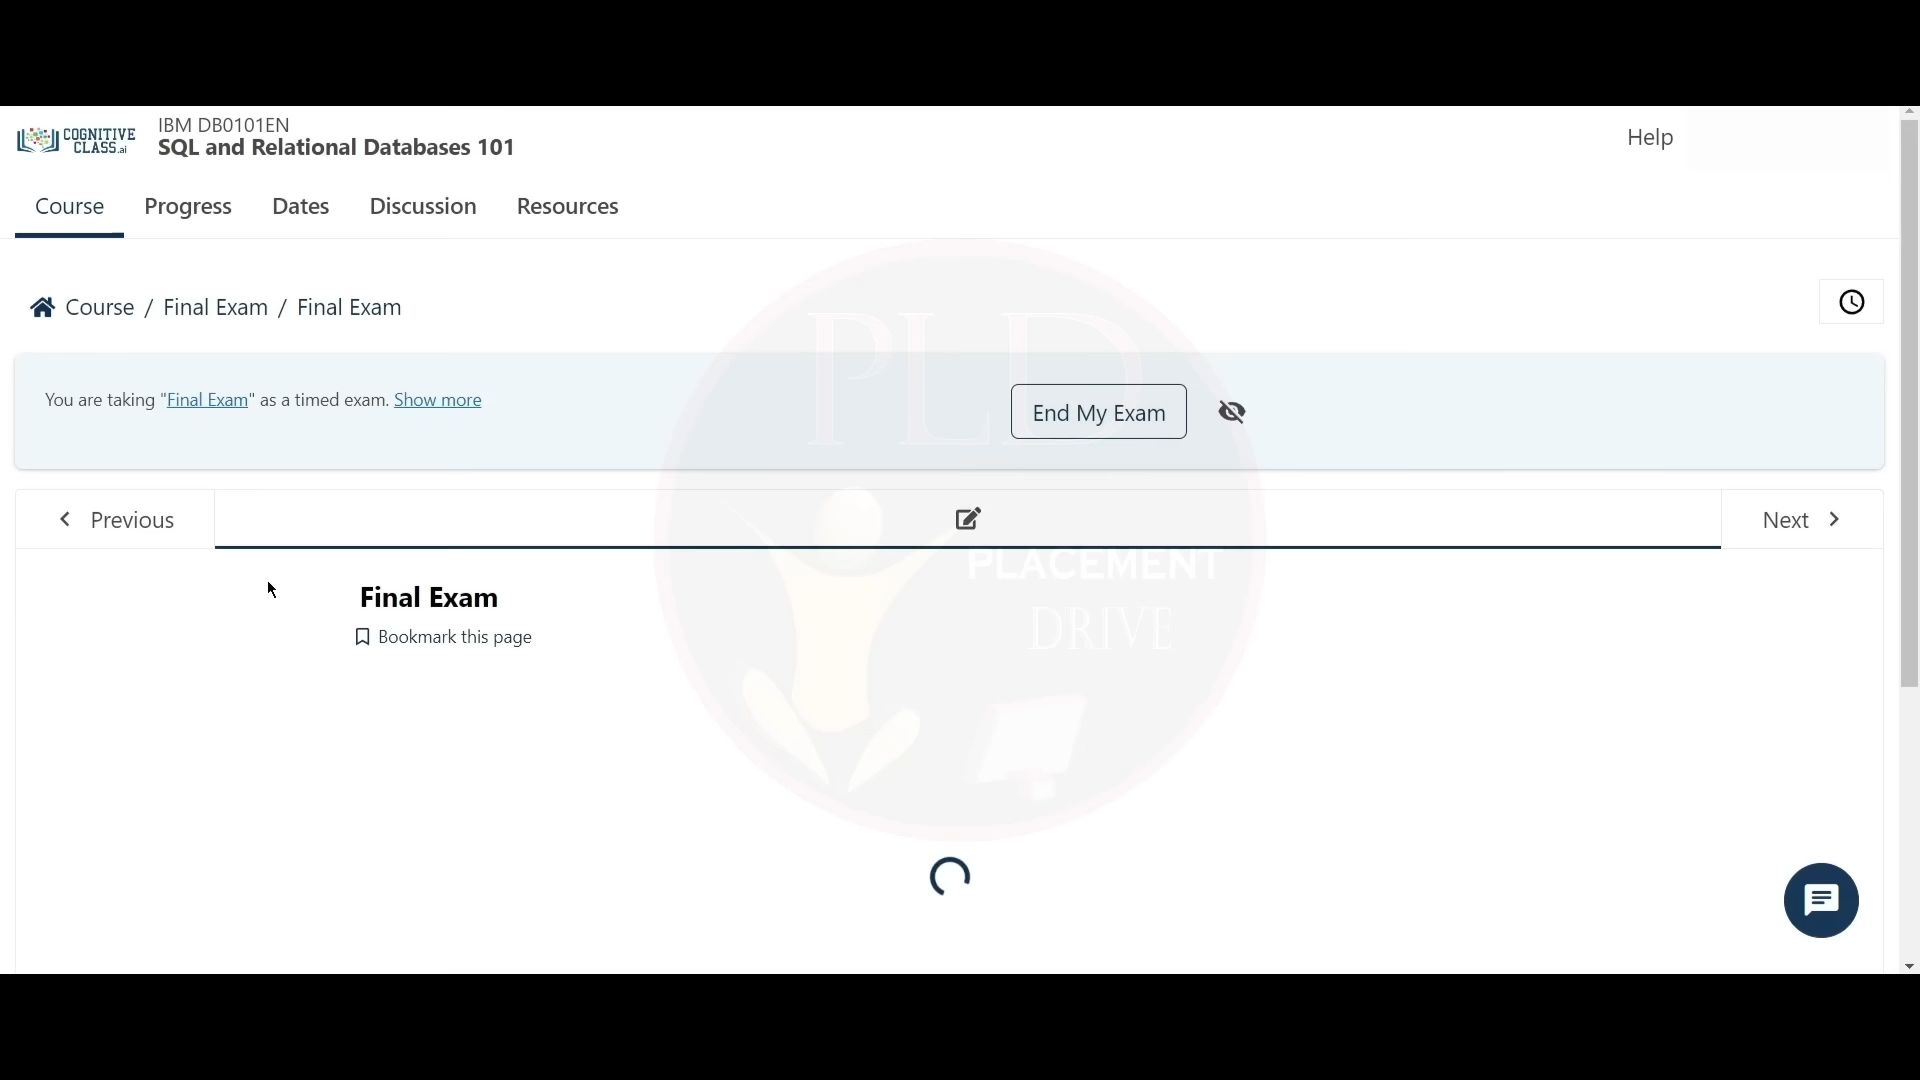 COGNITIVE
CLASS.ai
IBM DB0101EN
SQL and Relational Databases 101
Help
Course
Progress
Dates
Discussion
Resources
Course / Final Exam / Final Exam
You are taking "Final Exam" as a timed exam. Show more
End My Exam
Previous
Next
Final Exam
Bookmark this page
PLD
PLACEMENT
DRIVE